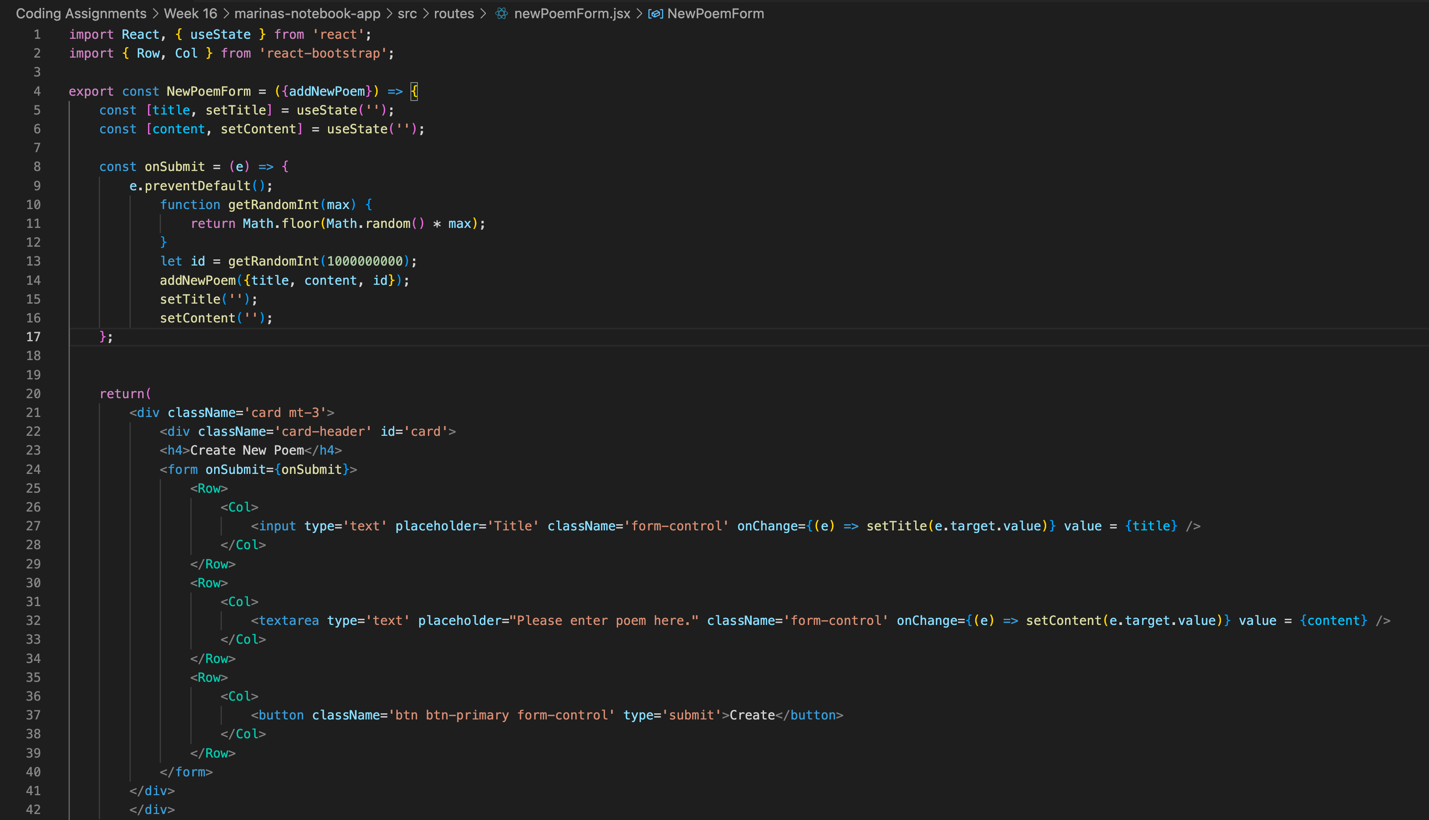 Coding Assignments > Week 16 > marinas-notebook-app > src > routes > newPoemForm.jsx > NewPoemForm
1 import React, { useState } from 'react';
2 import { Row, Col } from 'react-bootstrap';
3
4 export const NewPoemForm = ({addNewPoem}) => {
5     const [title, setTitle] = useState('');
6     const [content, setContent] = useState('');
7
8     const onSubmit = (e) => {
9         e.preventDefault();
10             function getRandomInt(max) {
11                 return Math.floor(Math.random() * max);
12             }
13             let id = getRandomInt(1000000000);
14             addNewPoem({title, content, id});
15             setTitle('');
16             setContent('');
17     };
18
19
20     return(
21         <div className='card mt-3'>
22             <div className='card-header' id='card'>
23             <h4>Create New Poem</h4>
24             <form onSubmit={onSubmit}>
25                 <Row>
26                     <Col>
27                         <input type='text' placeholder='Title' className='form-control' onChange={(e) => setTitle(e.target.value)} value = {title} />
28                     </Col>
29                 </Row>
30                 <Row>
31                     <Col>
32                         <textarea type='text' placeholder="Please enter poem here." className='form-control' onChange={(e) => setContent(e.target.value)} value = {content} />
33                     </Col>
34                 </Row>
35                 <Row>
36                     <Col>
37                         <button className='btn btn-primary form-control' type='submit'>Create</button>
38                     </Col>
39                 </Row>
40             </form>
41         </div>
42         </div>